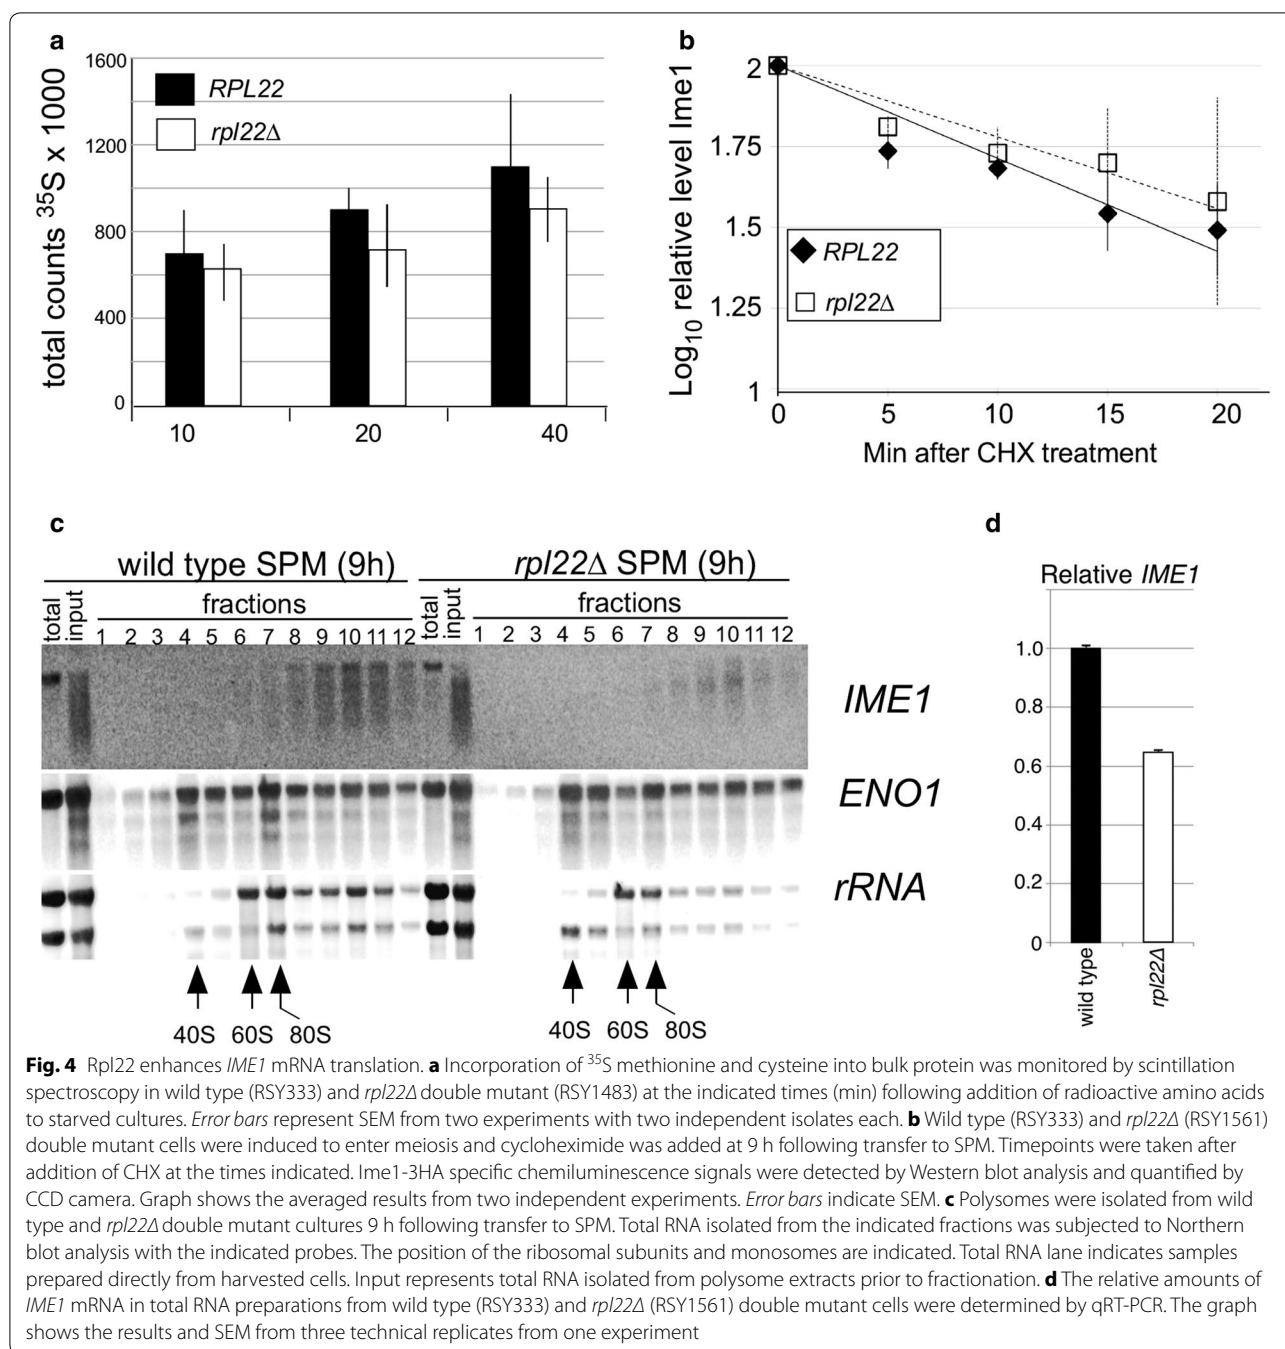 a
1600
1200
800
400
0
total counts ³⁵S x 1000
RPL22
rpl22Δ
10 20 40
b
2
1.75
1.5
1.25
1
Log₁₀ relative level Ime1
RPL22
rpl22Δ
0 5 10 15 20
Min after CHX treatment
c
wild type SPM (9h) rpl22Δ SPM (9h)
fractions fractions
total input 1 2 3 4 5 6 7 8 9 10 11 12 total input 1 2 3 4 5 6 7 8 9 10 11 12
IME1
ENO1
rRNA
40S 60S 80S 40S 60S 80S
d
Relative IME1
1.0
0.8
0.6
0.4
0.2
0
wild type rpl22Δ
Fig. 4 Rpl22 enhances IME1 mRNA translation. a Incorporation of ³⁵S methionine and cysteine into bulk protein was monitored by scintillation
spectroscopy in wild type (RSY333) and rpl22Δ double mutant (RSY1483) at the indicated times (min) following addition of radioactive amino acids
to starved cultures. Error bars represent SEM from two experiments with two independent isolates each. b Wild type (RSY333) and rpl22Δ (RSY1561)
double mutant cells were induced to enter meiosis and cycloheximide was added at 9 h following transfer to SPM. Timepoints were taken after
addition of CHX at the times indicated. Ime1-3HA specific chemiluminescence signals were detected by Western blot analysis and quantified by
CCD camera. Graph shows the averaged results from two independent experiments. Error bars indicate SEM. c Polysomes were isolated from wild
type and rpl22Δ double mutant cultures 9 h following transfer to SPM. Total RNA isolated from the indicated fractions was subjected to Northern
blot analysis with the indicated probes. The position of the ribosomal subunits and monosomes are indicated. Total RNA lane indicates samples
prepared directly from harvested cells. Input represents total RNA isolated from polysome extracts prior to fractionation. d The relative amounts of
IME1 mRNA in total RNA preparations from wild type (RSY333) and rpl22Δ (RSY1561) double mutant cells were determined by qRT-PCR. The graph
shows the results and SEM from three technical replicates from one experiment